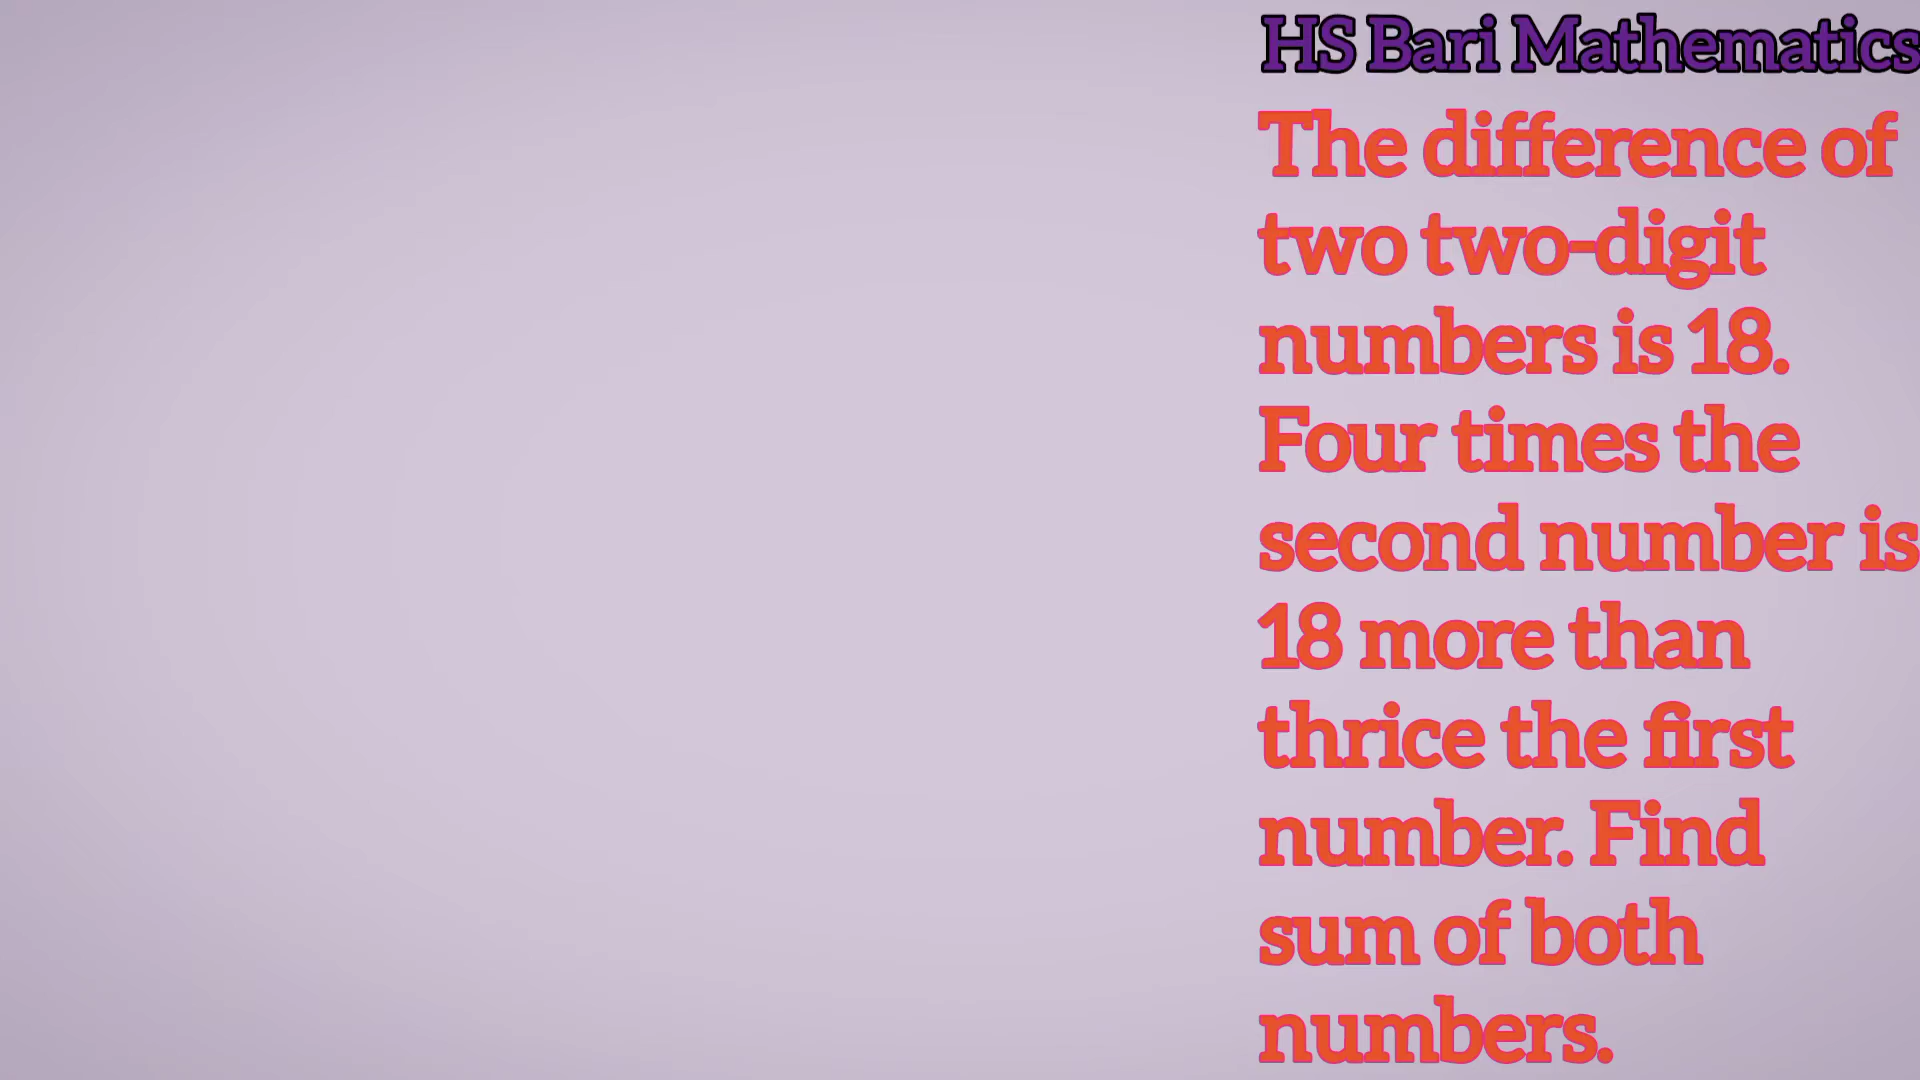 HS Bari Mathematics
The difference of
two two-digit
numbers is 18.
Four times the
second number is
18 more than
thrice the first
number. Find
sum of both
numbers.